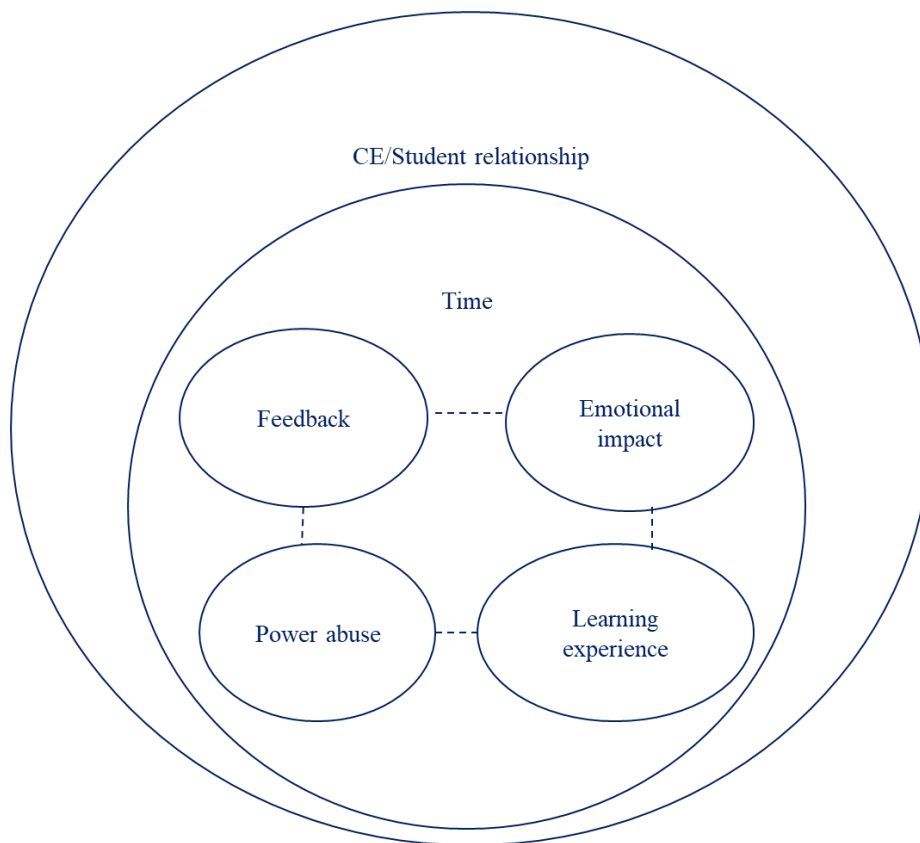 CE/Student relationship
Time
Feedback
Emotional
impact
Power abuse
Learning
experience